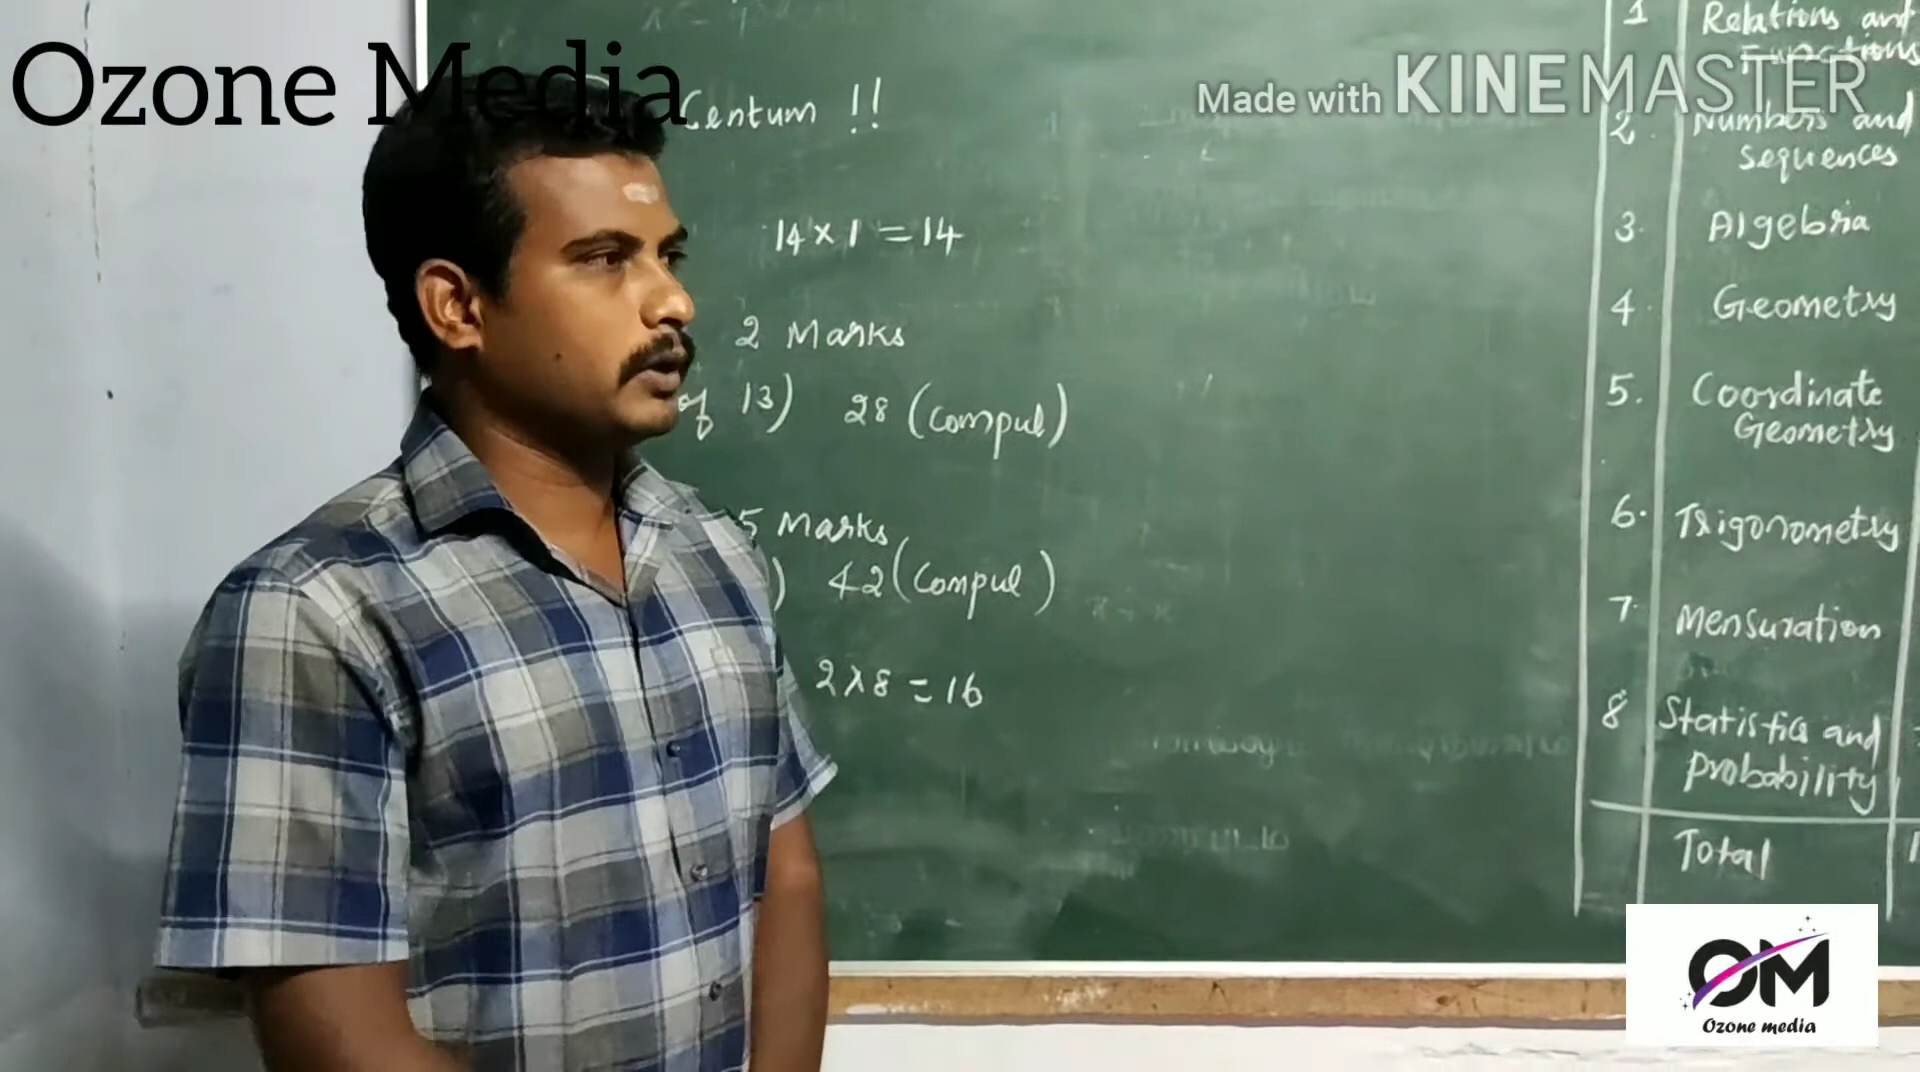 Ozone Media
Made with KINEMASTER
Centum !!
14 x 1 = 14
2 Marks
of 13) 28 (Compul)
5 Marks
) 42 (Compul)
2 x 8 = 16
1 Relations and
Functions
2. Numbers and
Sequences
3. Algebra
4. Geometry
5. Coordinate
Geometry
6. Trigonometry
7. Mensuration
8 Statistics and
Probability
Total
OM
Ozone media